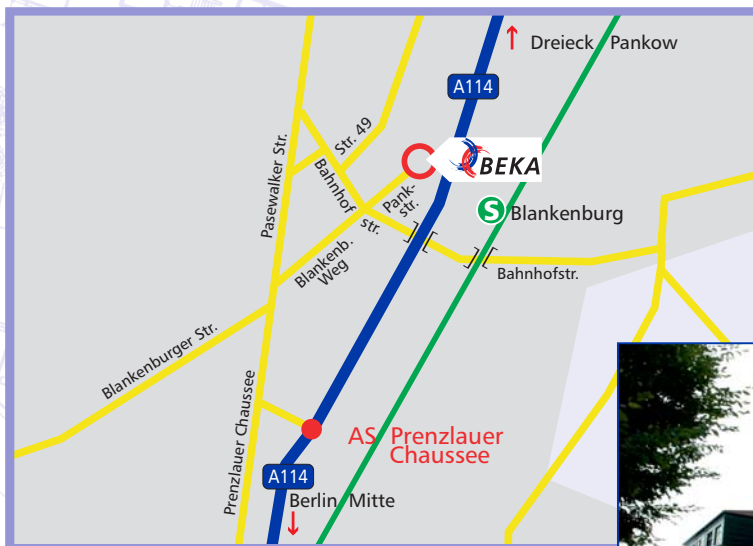 ↑ Dreieck Pankow
A114
Str. 49
BEKA
Pasewalker Str.
Bahnhof
str.
Pank-
str.
S Blankenburg
Blankenb.
Weg
Bahnhofstr.
Blankenburger Str.
Prenzlauer Chaussee
AS Prenzlauer
Chaussee
A114
Berlin Mitte
↓